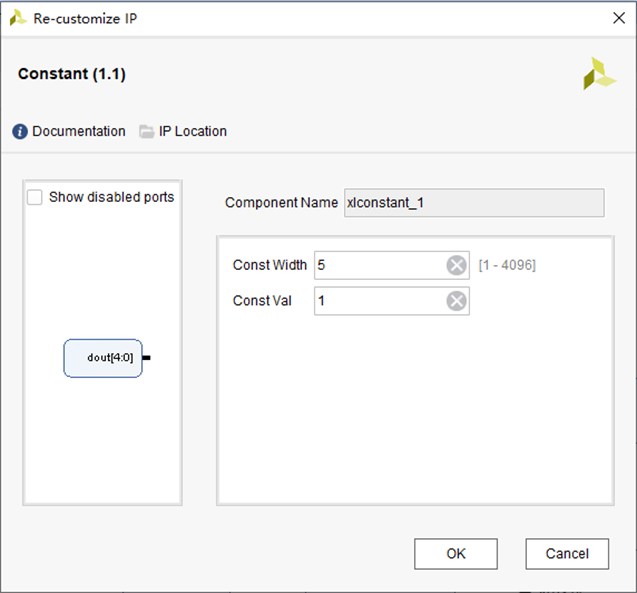 Re-customize IP
Constant (1.1)
Documentation IP Location
Show disabled ports
Component Name xlconstant_1
Const Width 5 [1 - 4096]
Const Val 1
dout[4:0]
OK Cancel